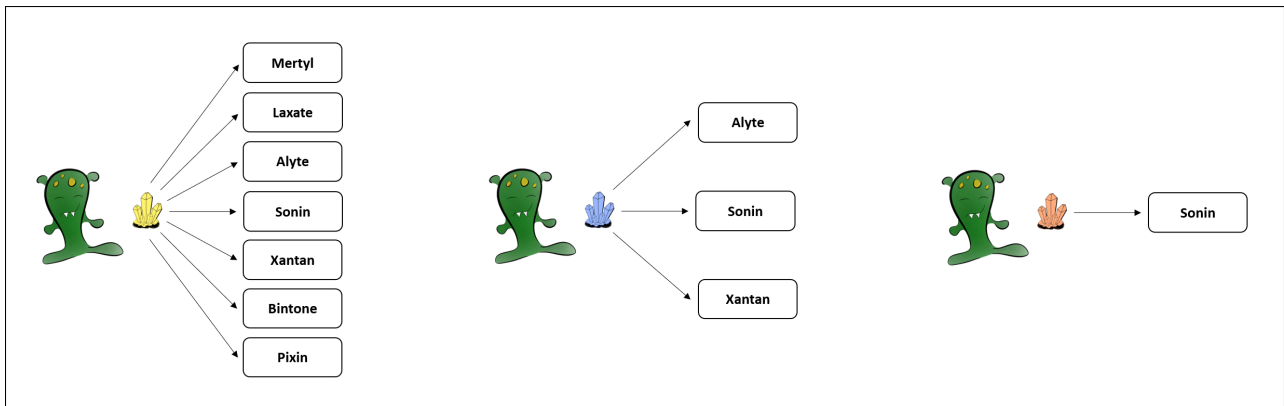 Mertyl
Laxate
Alyte
Sonin
Xantan
Bintone
Pixin
Alyte
Sonin
Xantan
Sonin